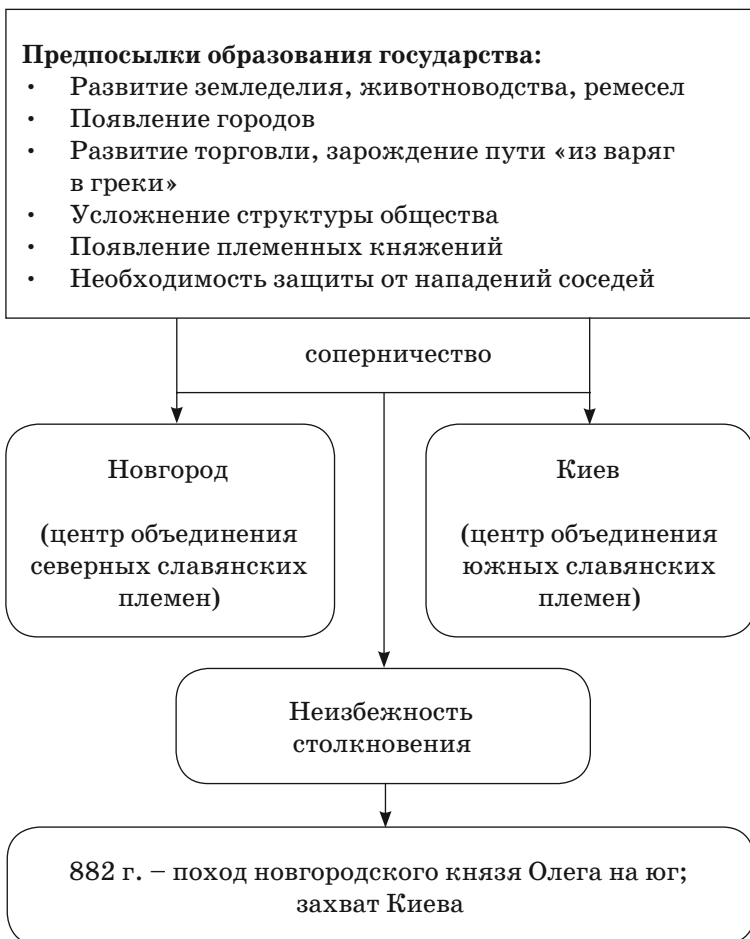 Предпосылки образования государства:
• Развитие земледелия, животноводства, ремесел
• Появление городов
• Развитие торговли, зарождение пути «из варяг
в греки»
• Усложнение структуры общества
• Появление племенных княжений
• Необходимость защиты от нападений соседей
соперничество
Новгород
(центр объединения
северных славянских
племен)
Киев
(центр объединения
южных славянских
племен)
Неизбежность
столкновения
882 г. – поход новгородского князя Олега на юг;
захват Киева